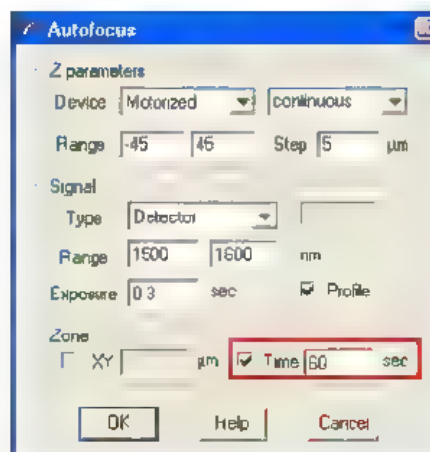 Autofocus
Z parameters
Device Motorized continuous
Range -45 45 Step 5 µm
Signal
Type Detector
Range 1500 1600 nm
Exposure 0.3 sec Profile
Zone
XY µm Time 60 sec
OK Help Cancel